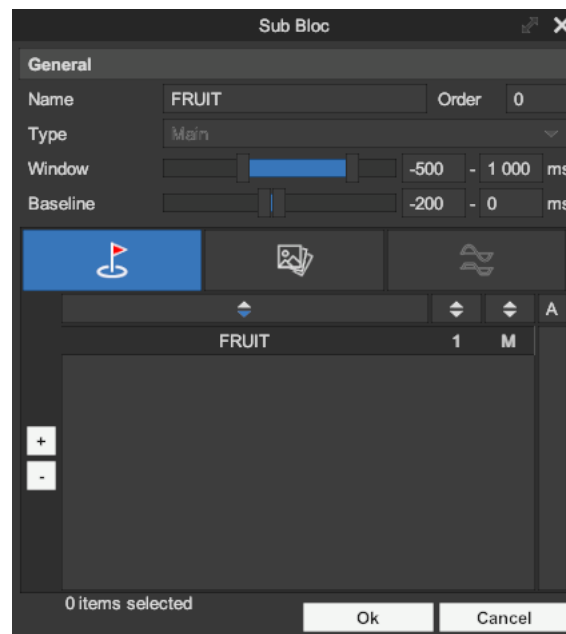 Sub Bloc
General
Name FRUIT Order 0
Type Main
Window -500 - 1 000 ms
Baseline -200 - 0 ms
A
FRUIT 1 M
+
-
0 items selected
Ok Cancel